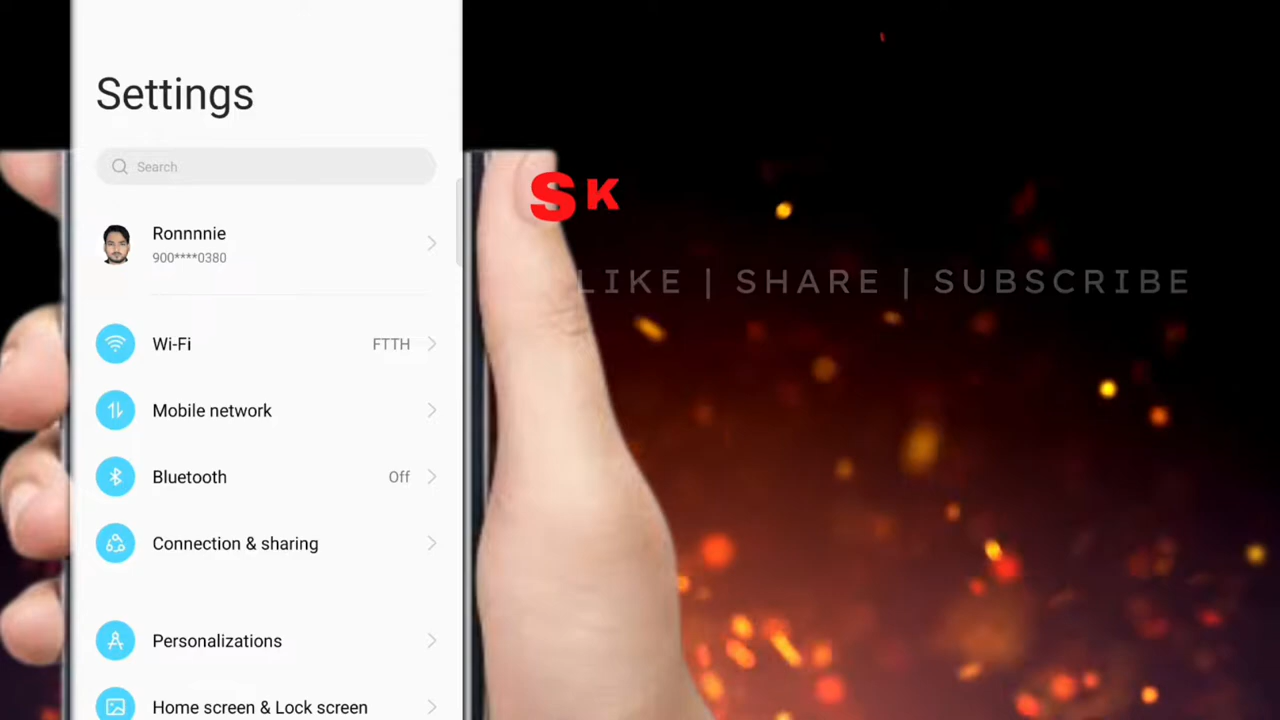 Settings
Search
Ronnnnie
900****0380
Wi-Fi FTTH
Mobile network
Bluetooth Off
Connection & sharing
Personalizations
Home screen & Lock screen
SK
LIKE | SHARE | SUBSCRIBE